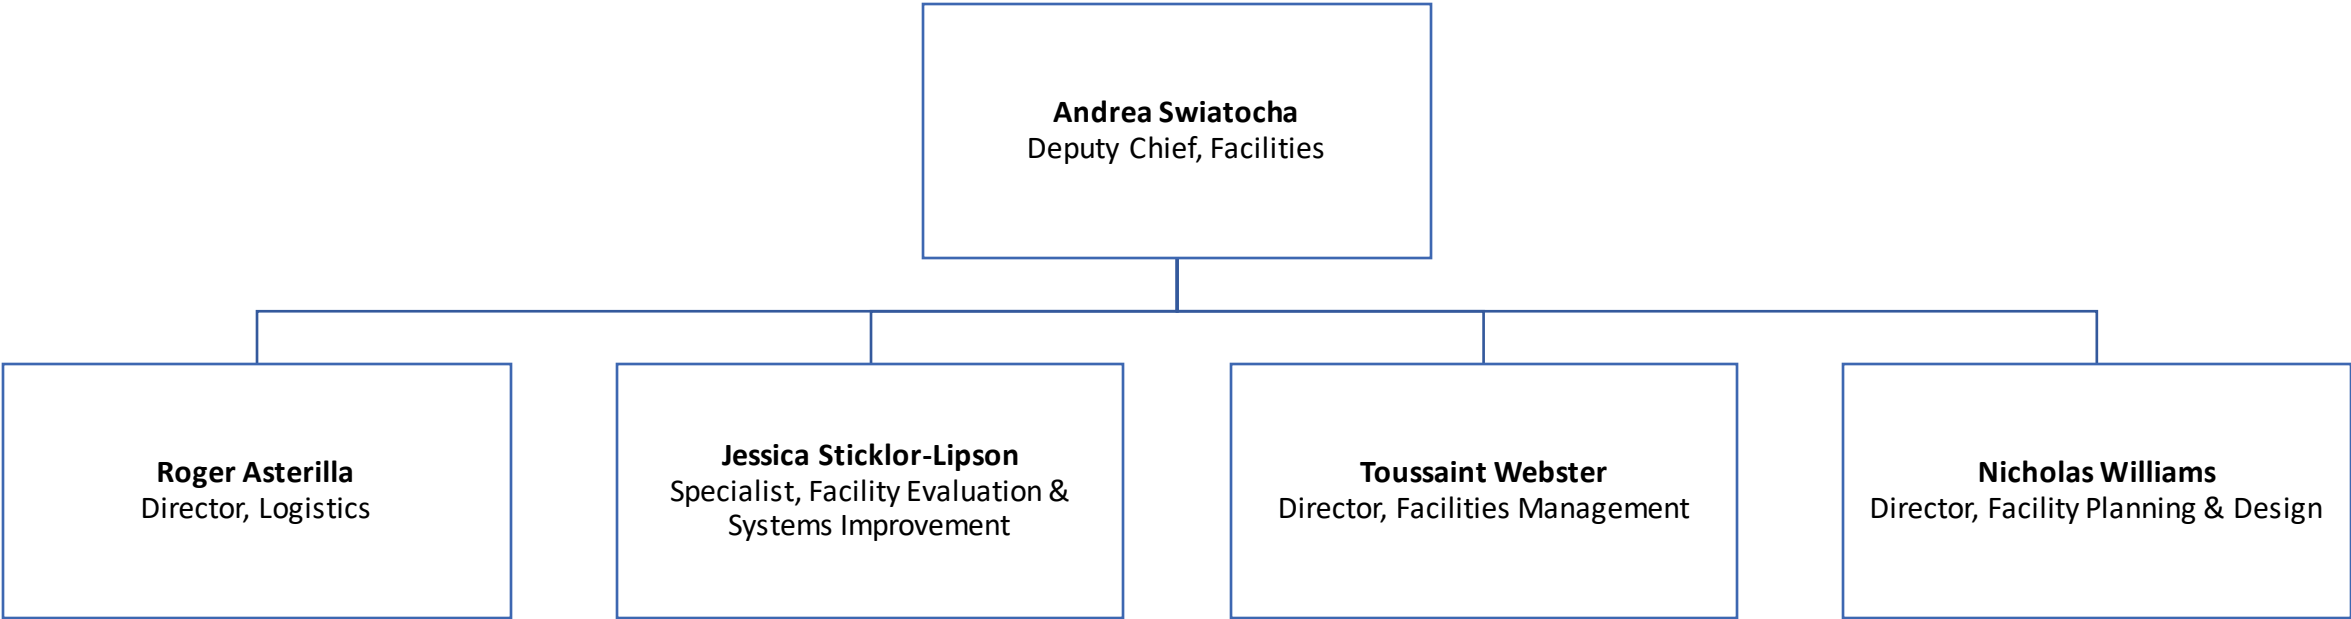 Andrea Swiatocha
Deputy Chief, Facilities
Roger Asterilla
Director, Logistics
Jessica Sticklor-Lipson
Specialist, Facility Evaluation &
Systems Improvement
Toussaint Webster
Director, Facilities Management
Nicholas Williams
Director, Facility Planning & Design